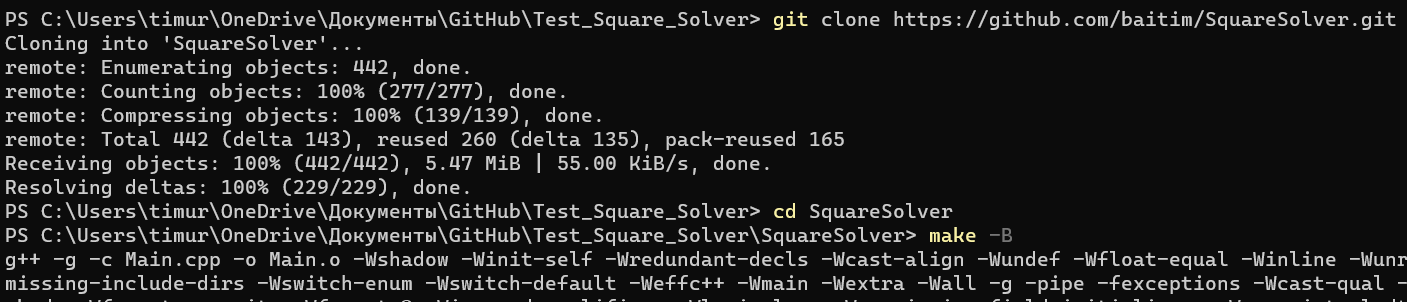 PS C:\Users\timur\OneDrive\Документы\GitHub\Test_Square_Solver> git clone https://github.com/baitim/SquareSolver.git
Cloning into 'SquareSolver'...
remote: Enumerating objects: 442, done.
remote: Counting objects: 100% (277/277), done.
remote: Compressing objects: 100% (139/139), done.
remote: Total 442 (delta 143), reused 260 (delta 135), pack-reused 165
Receiving objects: 100% (442/442), 5.47 MiB | 55.00 KiB/s, done.
Resolving deltas: 100% (229/229), done.
PS C:\Users\timur\OneDrive\Документы\GitHub\Test_Square_Solver> cd SquareSolver
PS C:\Users\timur\OneDrive\Документы\GitHub\Test_Square_Solver\SquareSolver> make -B
g++ -g -c Main.cpp -o Main.o -Wshadow -Winit-self -Wredundant-decls -Wcast-align -Wundef -Wfloat-equal -Winline -Wunr
missing-include-dirs -Wswitch-enum -Wswitch-default -Weffc++ -Wmain -Wextra -Wall -g -pipe -fexceptions -Wcast-qual -